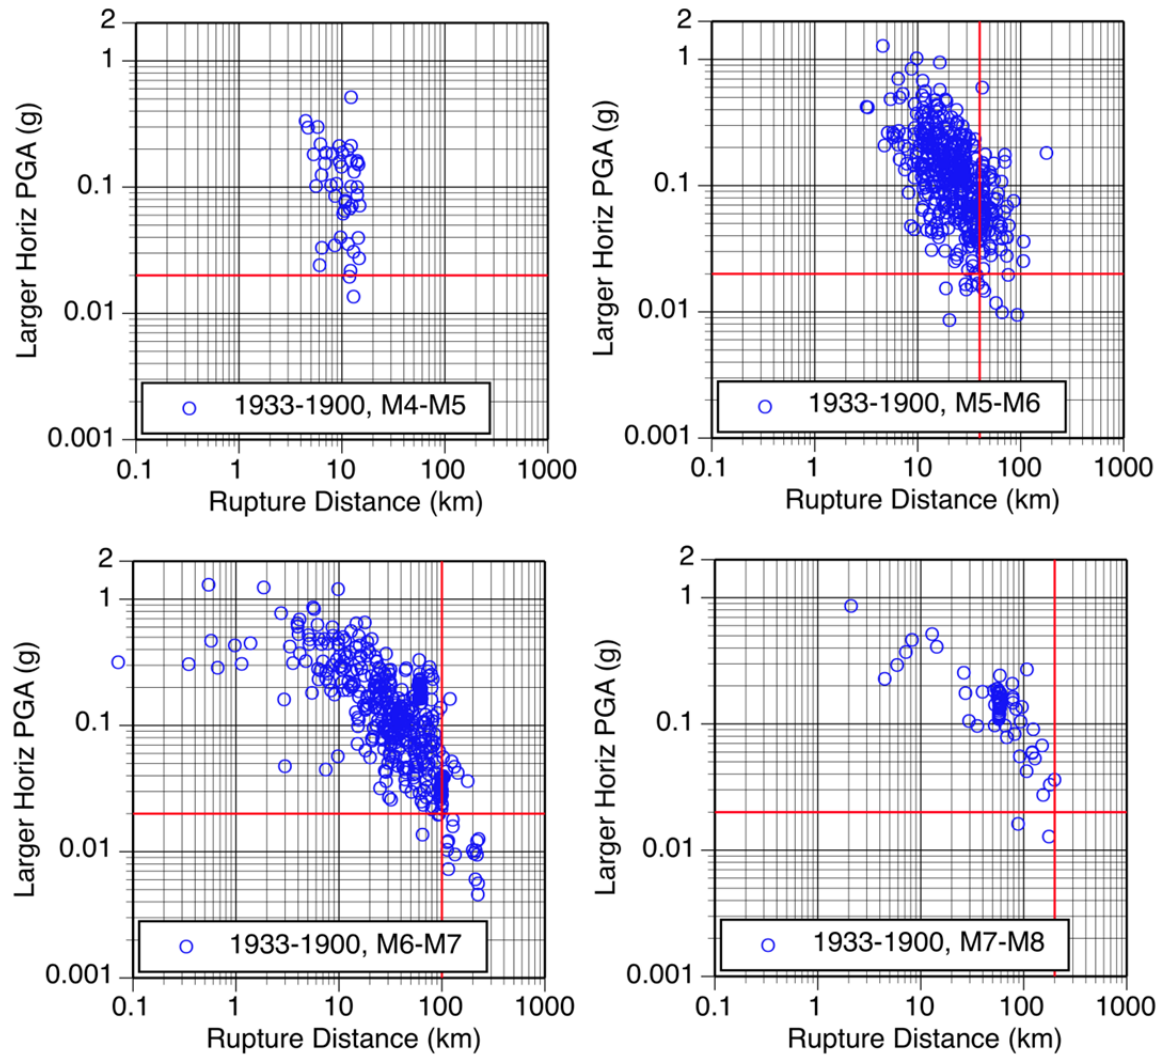 2
1
0.1
0.01
0.001
Larger Horiz PGA (g)
1933-1900, M4-M5
0.1 1 10 100 1000
Rupture Distance (km)
2
1
0.1
0.01
0.001
Larger Horiz PGA (g)
1933-1900, M5-M6
0.1 1 10 100 1000
Rupture Distance (km)
2
1
0.1
0.01
0.001
Larger Horiz PGA (g)
1933-1900, M6-M7
0.1 1 10 100 1000
Rupture Distance (km)
2
1
0.1
0.01
0.001
Larger Horiz PGA (g)
1933-1900, M7-M8
0.1 1 10 100 1000
Rupture Distance (km)